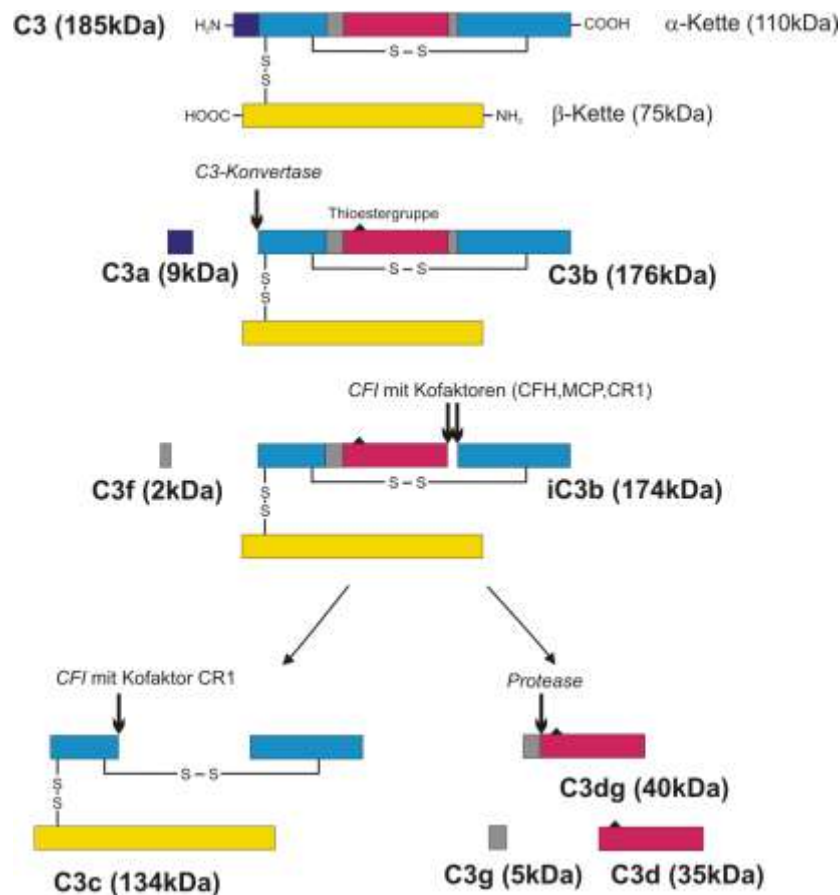 C3 (185kDa)
H₂N
COOH
α-Kette (110kDa)
S-S
S-S
HOOC
NH₂
β-Kette (75kDa)
C3-Konvertase
Thioestergruppe
C3a (9kDa)
S-S
C3b (176kDa)
S-S
CFI mit Kofaktoren (CFH,MCP,CR1)
C3f (2kDa)
S-S
iC3b (174kDa)
S-S
CFI mit Kofaktor CR1
Protease
S-S
S-S
C3dg (40kDa)
C3c (134kDa)
C3g (5kDa)
C3d (35kDa)